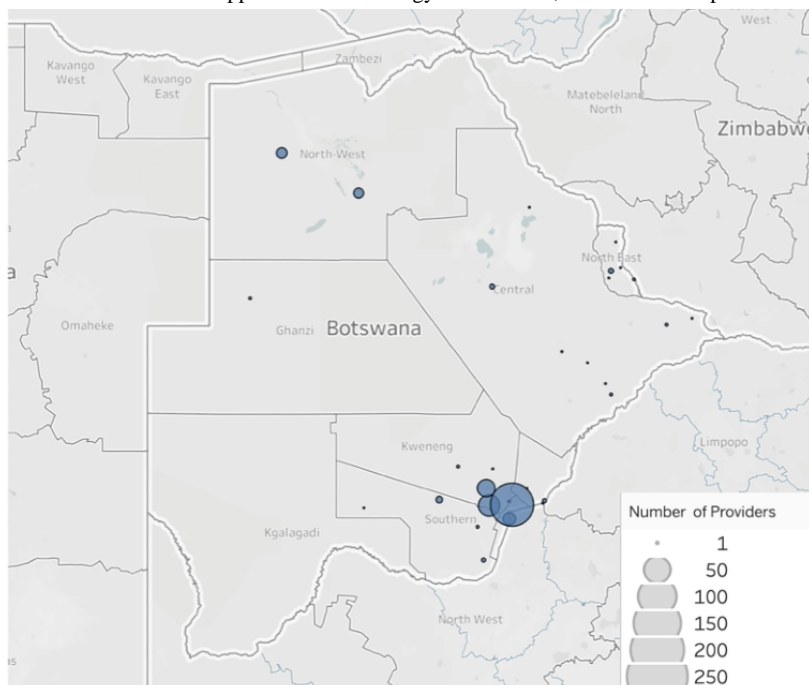 West
Kavango
West
Kavango
East
Zambezi
Matebeleland
North
Zimbabwe
North-West
North East
Central
Omaheke
Ghanzi
Botswana
Kweneng
Limpopo
Southern
Kgalagadi
North West
Number of Providers
1
50
100
150
200
250